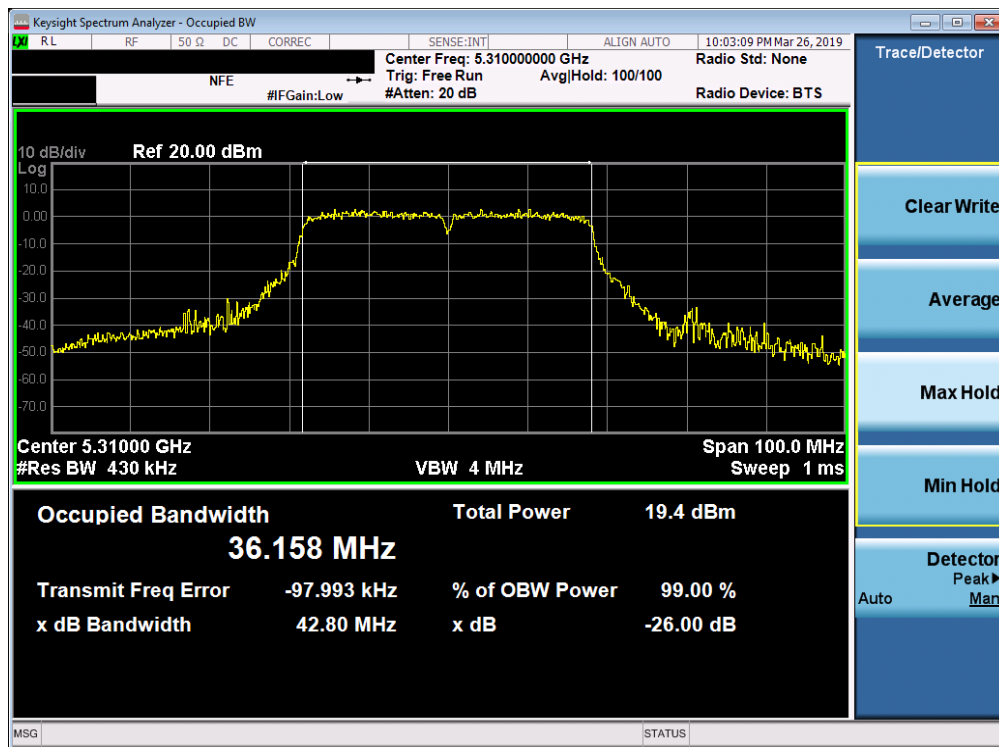 Keysight Spectrum Analyzer - Occupied BW
LXI RL RF 50 Ω DC CORREC SENSE:INT ALIGN AUTO 10:03:09 PM Mar 26, 2019
Center Freq: 5.310000000 GHz Radio Std: None
NFE Trig: Free Run Avg|Hold: 100/100
#IFGain:Low #Atten: 20 dB Radio Device: BTS
10 dB/div Ref 20.00 dBm
Log
10.0
0.00
-10.0
-20.0
-30.0
-40.0
-50.0
-60.0
-70.0
Center 5.31000 GHz Span 100.0 MHz
#Res BW 430 kHz VBW 4 MHz Sweep 1 ms
Occupied Bandwidth Total Power 19.4 dBm
36.158 MHz
Transmit Freq Error -97.993 kHz % of OBW Power 99.00 %
x dB Bandwidth 42.80 MHz x dB -26.00 dB
Trace/Detector
Clear Write
Average
Max Hold
Min Hold
Detector
Peak▶
Auto Man
MSG STATUS